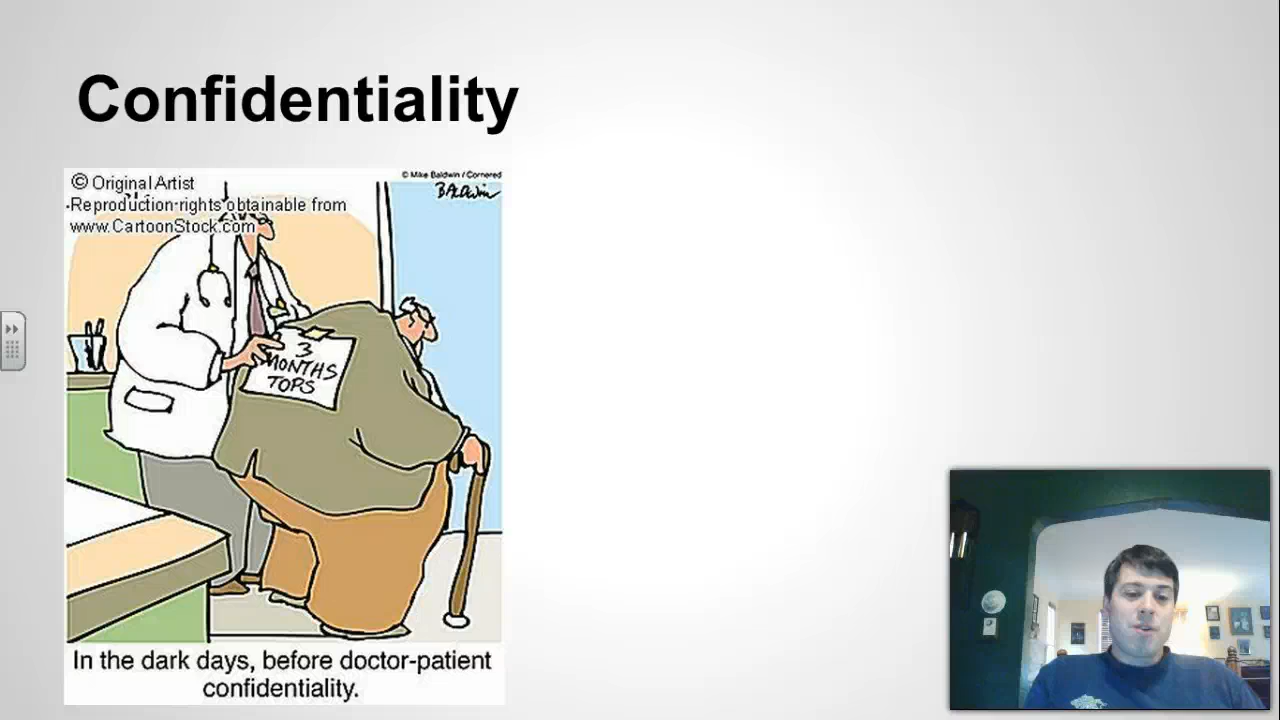 Confidentiality
© Original Artist
© Mike Baldwin / Cornered
BALdwin
Reproduction rights obtainable from
www.CartoonStock.com
3
MONTHS
TOPS
In the dark days, before doctor-patient
confidentiality.